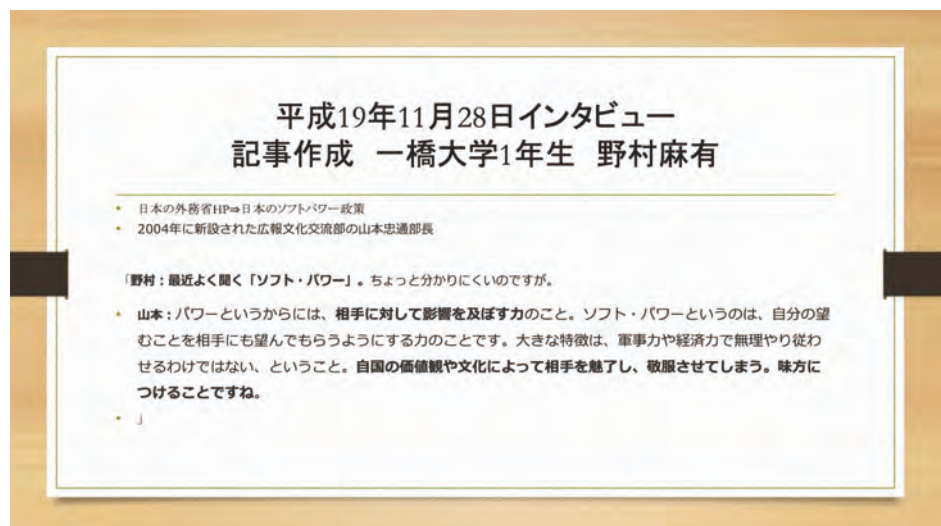 平成19年11月28日インタビュー
記事作成　一橋大学1年生　野村麻有
• 日本の外務省HP⇒日本のソフトパワー政策
• 2004年に新設された広報文化交流部の山本忠通部長
「野村：最近よく聞く「ソフト・パワー」。ちょっと分かりにくいのですが。
• 山本：パワーというからには、相手に対して影響を及ぼす力のこと。ソフト・パワーというのは、自分の望
むことを相手にも望んでもらうようにする力のことです。大きな特徴は、軍事力や経済力で無理やり従わ
せるわけではない、ということ。自国の価値観や文化によって相手を魅了し、敬服させてしまう。味方に
つけることですね。
• 」